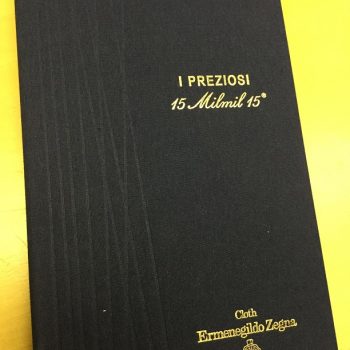 I PREZIOSI
15 Milmil 15®
Cloth
Ermenegildo Zegna